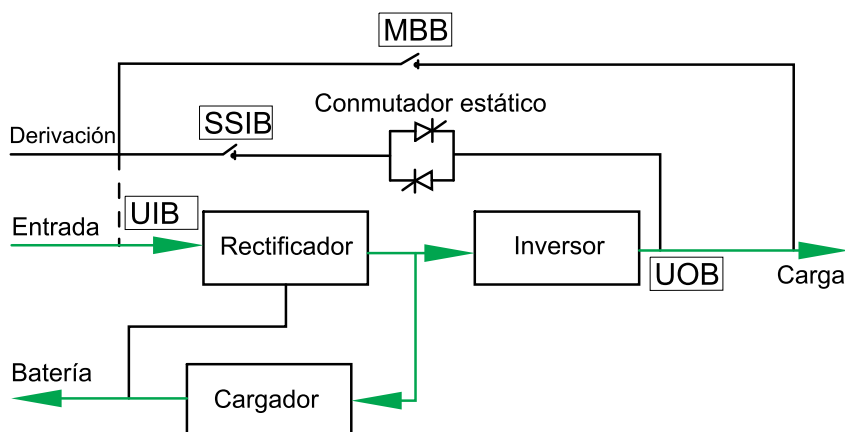 MBB
Conmutador estático
SSIB
Derivación
UIB
Entrada
Rectificador
Inversor
UOB
Carga
Batería
Cargador